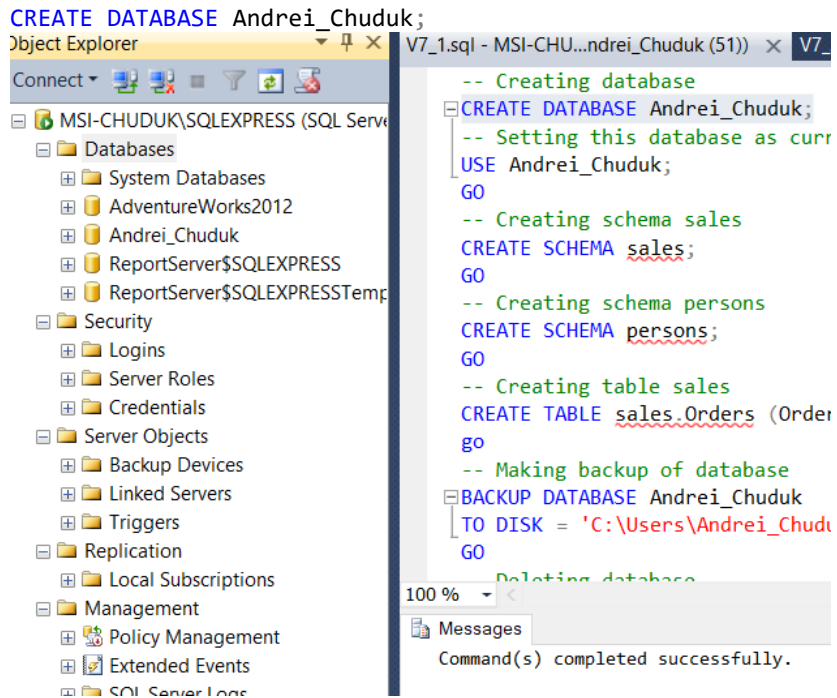 CREATE DATABASE Andrei_Chuduk;
Object Explorer
Connect
MSI-CHUDUK\SQLEXPRESS (SQL Serve
Databases
System Databases
AdventureWorks2012
Andrei_Chuduk
ReportServer$SQLEXPRESS
ReportServer$SQLEXPRESSTemp
Security
Logins
Server Roles
Credentials
Server Objects
Backup Devices
Linked Servers
Triggers
Replication
Local Subscriptions
Management
Policy Management
Extended Events
SQL Server Logs
V7_1.sql - MSI-CHU...ndrei_Chuduk (51))
V7_
-- Creating database
CREATE DATABASE Andrei_Chuduk;
-- Setting this database as curr
USE Andrei_Chuduk;
GO
-- Creating schema sales
CREATE SCHEMA sales;
GO
-- Creating schema persons
CREATE SCHEMA persons;
GO
-- Creating table sales
CREATE TABLE sales.Orders (Order
go
-- Making backup of database
BACKUP DATABASE Andrei_Chuduk
TO DISK = 'C:\Users\Andrei_Chudu
GO
Deleting database
100 %
Messages
Command(s) completed successfully.